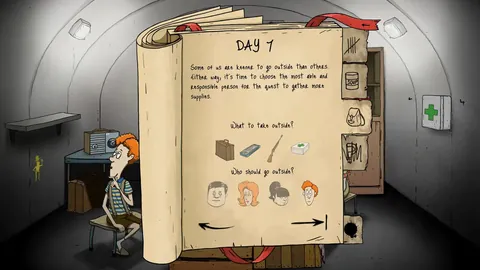 DAY 7
Some of us are keener to go outside than others.
Either way, it's time to choose the most able and
responsible person for the quest to gather more
supplies.
What to take outside?
Who should go outside?